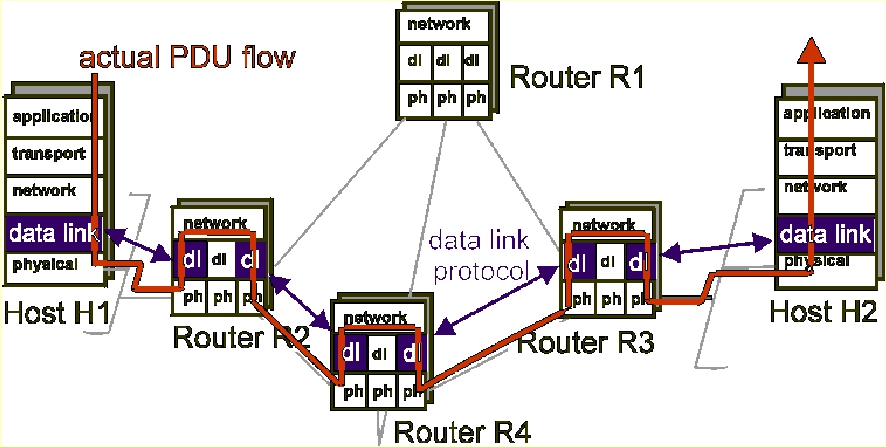 actual PDU flow
network
dl dl dl
ph ph ph
Router R1
application
transport
network
data link
physical
Host H1
network
dl dl dl
ph ph ph
Router R2
data link
protocol
network
dl dl dl
ph ph ph
Router R4
network
dl dl dl
ph ph ph
Router R3
application
transport
network
data link
physical
Host H2